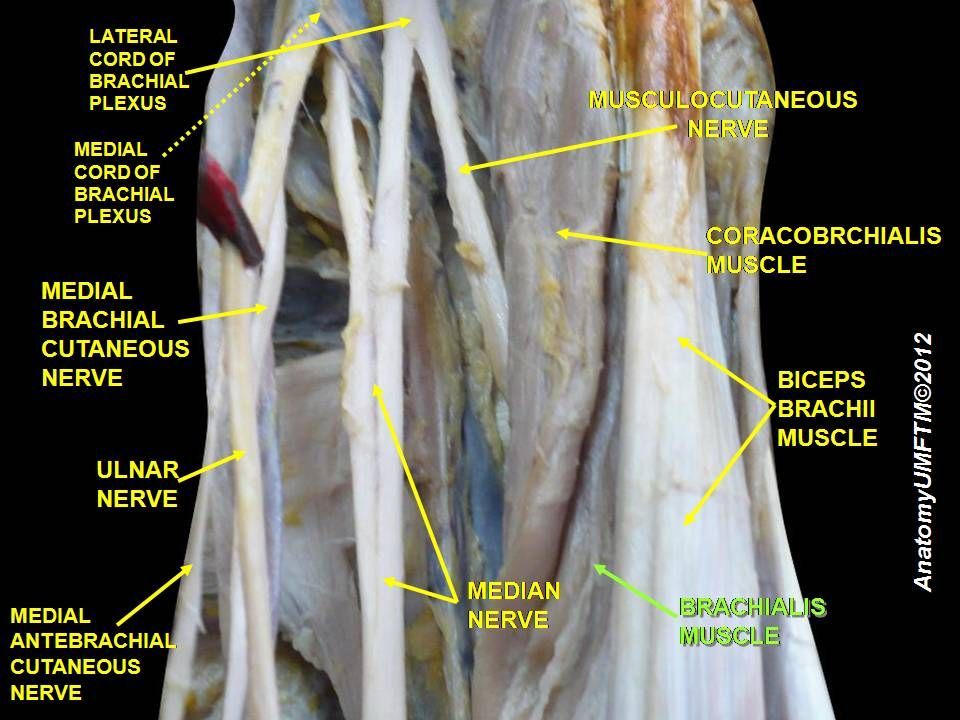 LATERAL
CORD OF
BRACHIAL
PLEXUS
MEDIAL
CORD OF
BRACHIAL
PLEXUS
MUSCULOCUTANEOUS
NERVE
CORACOBRCHIALIS
MUSCLE
MEDIAL
BRACHIAL
CUTANEOUS
NERVE
BICEPS
BRACHII
MUSCLE
ULNAR
NERVE
MEDIAN
NERVE
BRACHIALIS
MUSCLE
MEDIAL
ANTEBRACHIAL
CUTANEOUS
NERVE
AnatomyUMFTM©2012